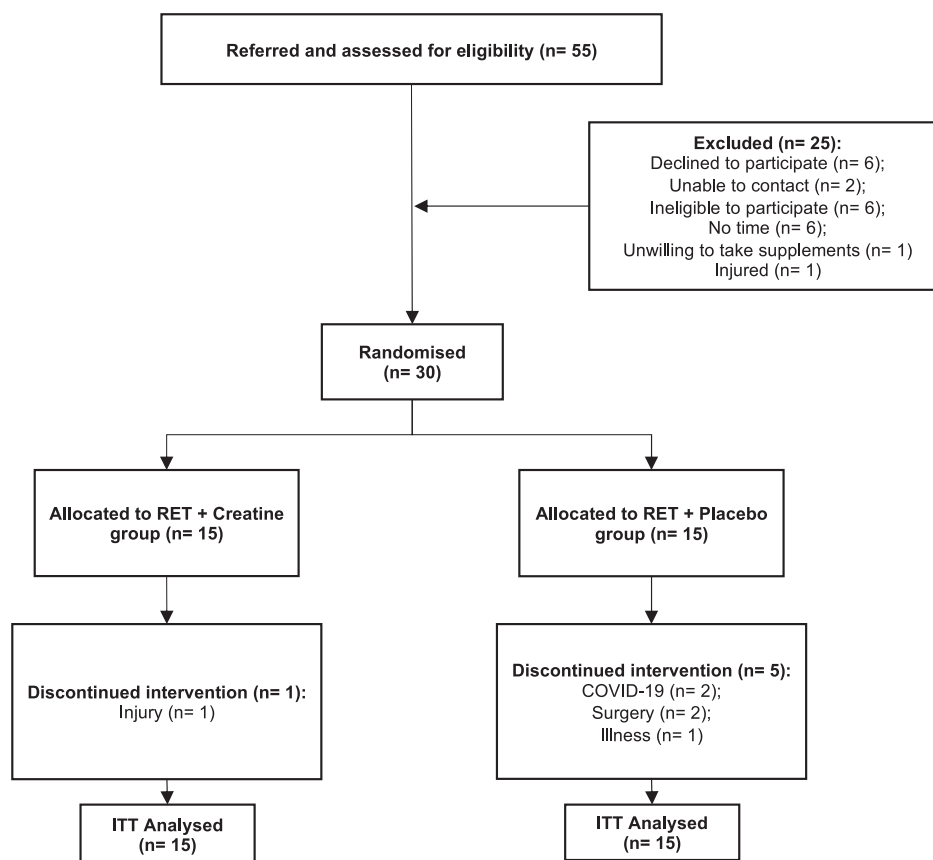 Referred and assessed for eligibility (n= 55)
Excluded (n= 25):
Declined to participate (n= 6);
Unable to contact (n= 2);
Ineligible to participate (n= 6);
No time (n= 6);
Unwilling to take supplements (n= 1)
Injured (n= 1)
Randomised
(n= 30)
Allocated to RET + Creatine
group (n= 15)
Allocated to RET + Placebo
group (n= 15)
Discontinued intervention (n= 1):
Injury (n= 1)
Discontinued intervention (n= 5):
COVID-19 (n= 2);
Surgery (n= 2);
Illness (n= 1)
ITT Analysed
(n= 15)
ITT Analysed
(n= 15)